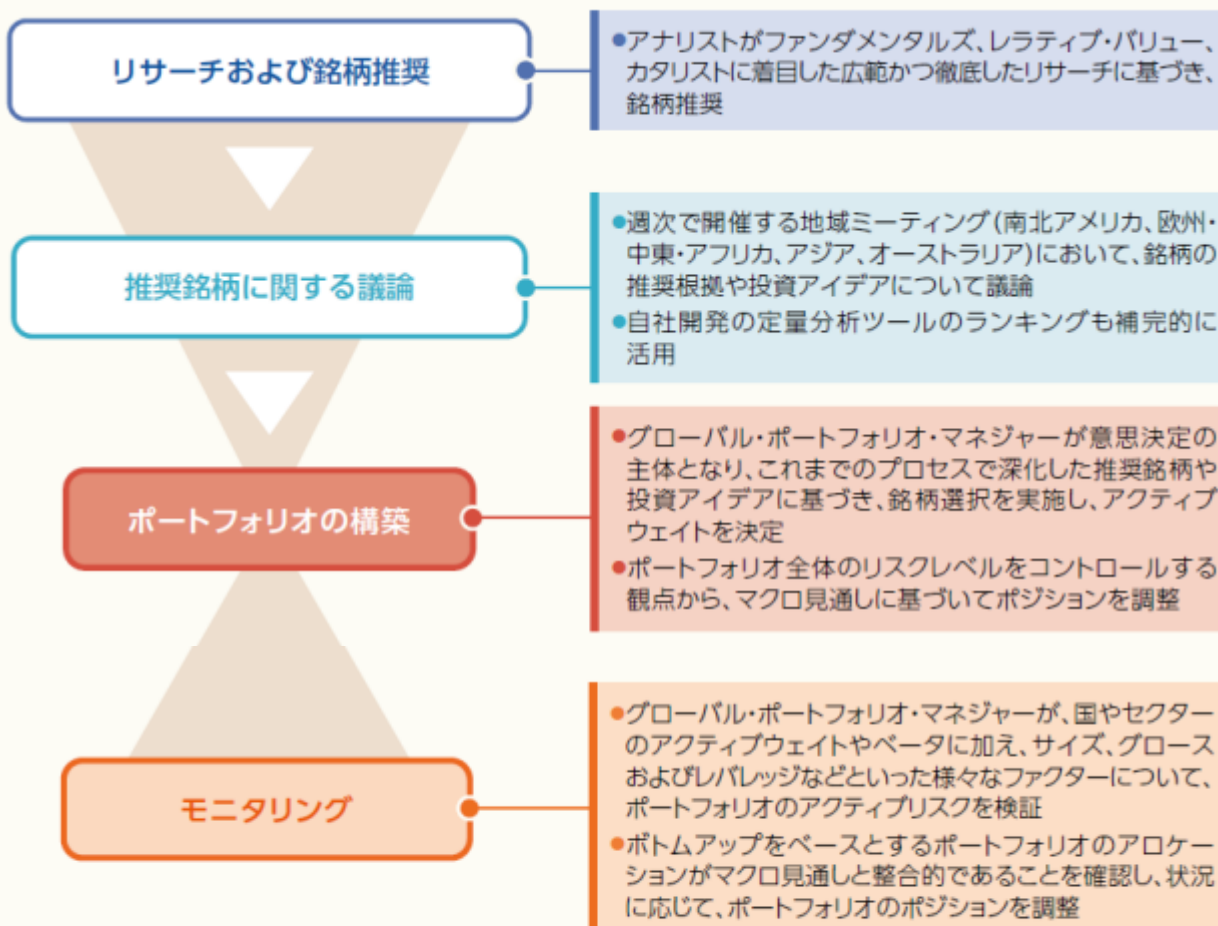 リサーチおよび銘柄推奨
●アナリストがファンダメンタルズ、レラティブ・バリュー、
カタリストに着目した広範かつ徹底したリサーチに基づき、
銘柄推奨
推奨銘柄に関する議論
●週次で開催する地域ミーティング(南北アメリカ、欧州・
中東・アフリカ、アジア、オーストラリア)において、銘柄の
推奨根拠や投資アイデアについて議論
●自社開発の定量分析ツールのランキングも補完的に
活用
ポートフォリオの構築
●グローバル・ポートフォリオ・マネジャーが意思決定の
主体となり、これまでのプロセスで深化した推奨銘柄や
投資アイデアに基づき、銘柄選択を実施し、アクティブ
ウェイトを決定
●ポートフォリオ全体のリスクレベルをコントロールする
観点から、マクロ見通しに基づいてポジションを調整
モニタリング
●グローバル・ポートフォリオ・マネジャーが、国やセクター
のアクティブウェイトやベータに加え、サイズ、グロース
およびレバレッジなどといった様々なファクターについて、
ポートフォリオのアクティブリスクを検証
●ボトムアップをベースとするポートフォリオのアロケー
ションがマクロ見通しと整合的であることを確認し、状況
に応じて、ポートフォリオのポジションを調整